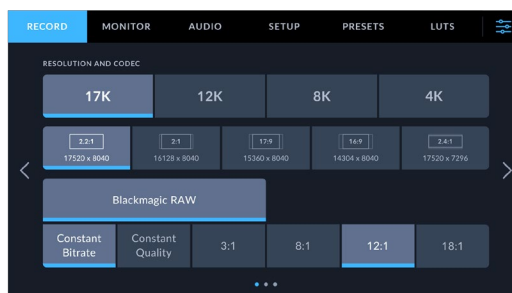 RECORD MONITOR AUDIO SETUP PRESETS LUTS
RESOLUTION AND CODEC
17K 12K 8K 4K
2.2:1 2:1 17:9 16:9 2.4:1
17520 x 8040 16128 x 8040 15360 x 8040 14304 x 8040 17520 x 7296
Blackmagic RAW
Constant Bitrate Constant Quality 3:1 8:1 12:1 18:1